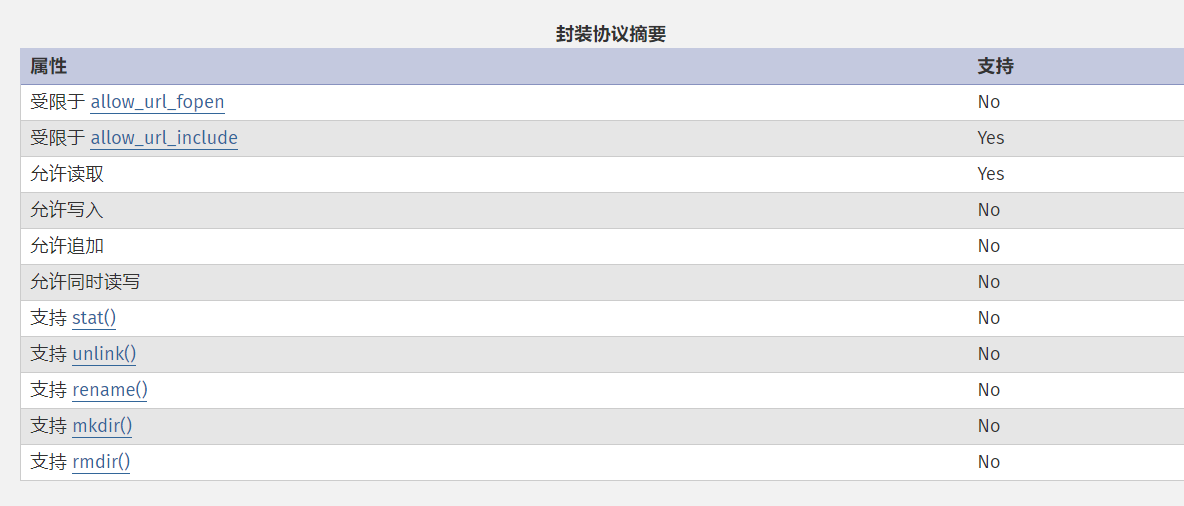 封装协议摘要
属性 支持
受限于 allow_url_fopen No
受限于 allow_url_include Yes
允许读取 Yes
允许写入 No
允许追加 No
允许同时读写 No
支持 stat() No
支持 unlink() No
支持 rename() No
支持 mkdir() No
支持 rmdir() No